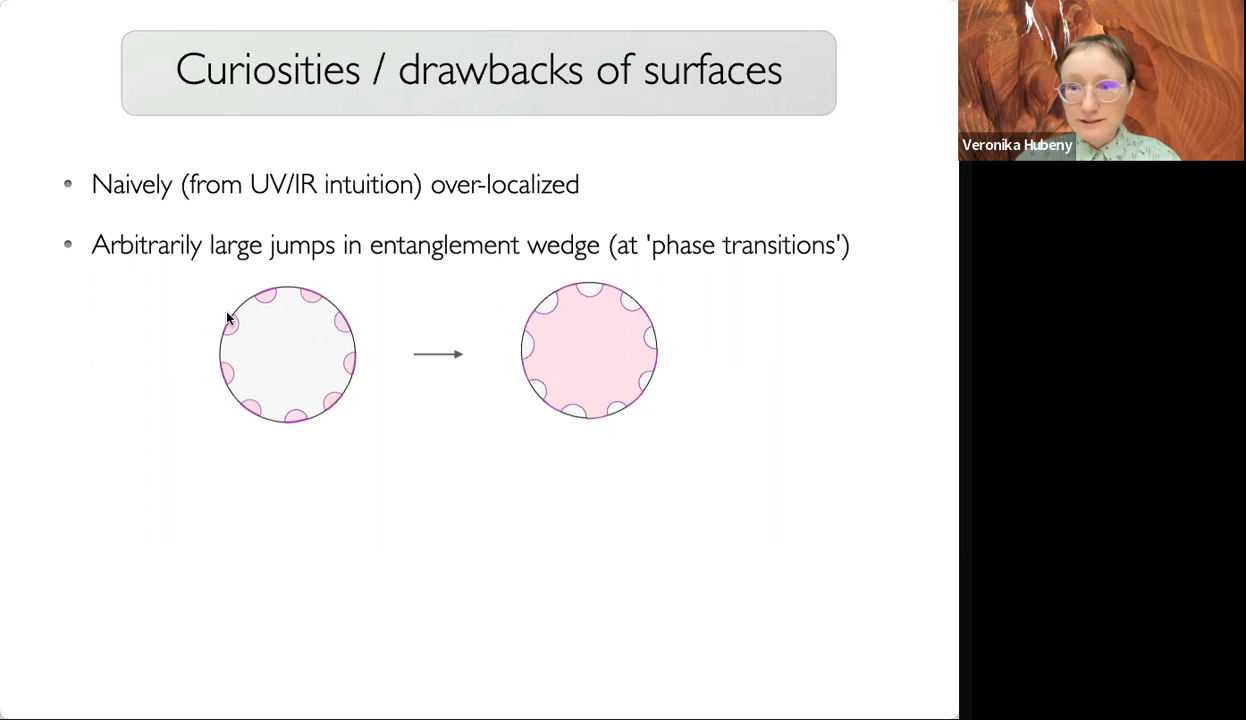 Curiosities / drawbacks of surfaces
Naively (from UV/IR intuition) over-localized
Arbitrarily large jumps in entanglement wedge (at 'phase transitions')
Veronika Hubeny